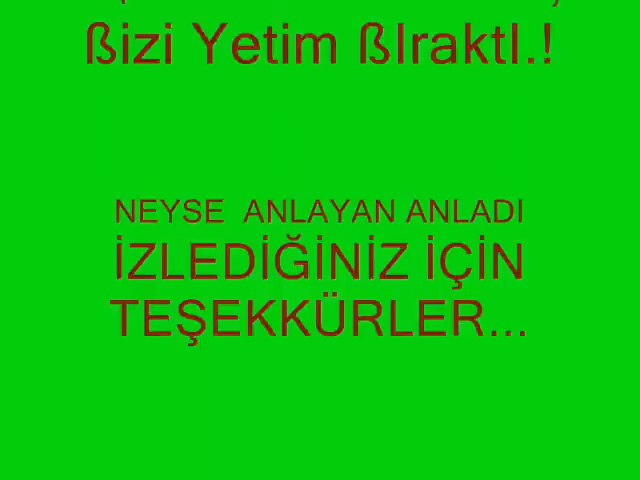 ßizi Yetim ßIraktI.!
NEYSE  ANLAYAN ANLADI
İZLEDİĞİNİZ İÇİN
TEŞEKKÜRLER...